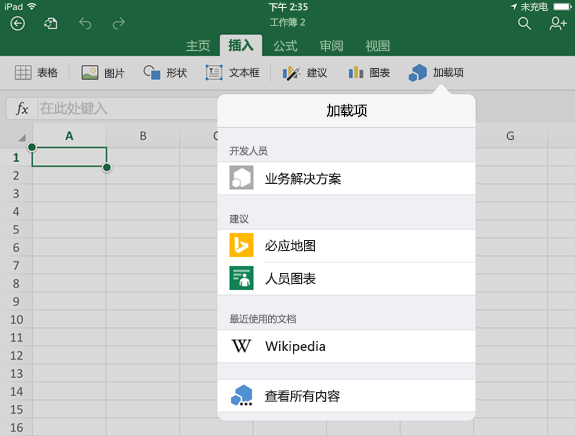 iPad 下午 2:35 未充电
工作簿 2
主页 插入 公式 审阅 视图
表格 图片 形状 文本框 建议 图表 加载项
fx 在此处键入
加载项
A B C G
1
开发人员
2
业务解决方案
3
4
建议
5
6
必应地图
7
8
人员图表
9
10
最近使用的文档
11
W Wikipedia
12
13
14
查看所有内容
15
16